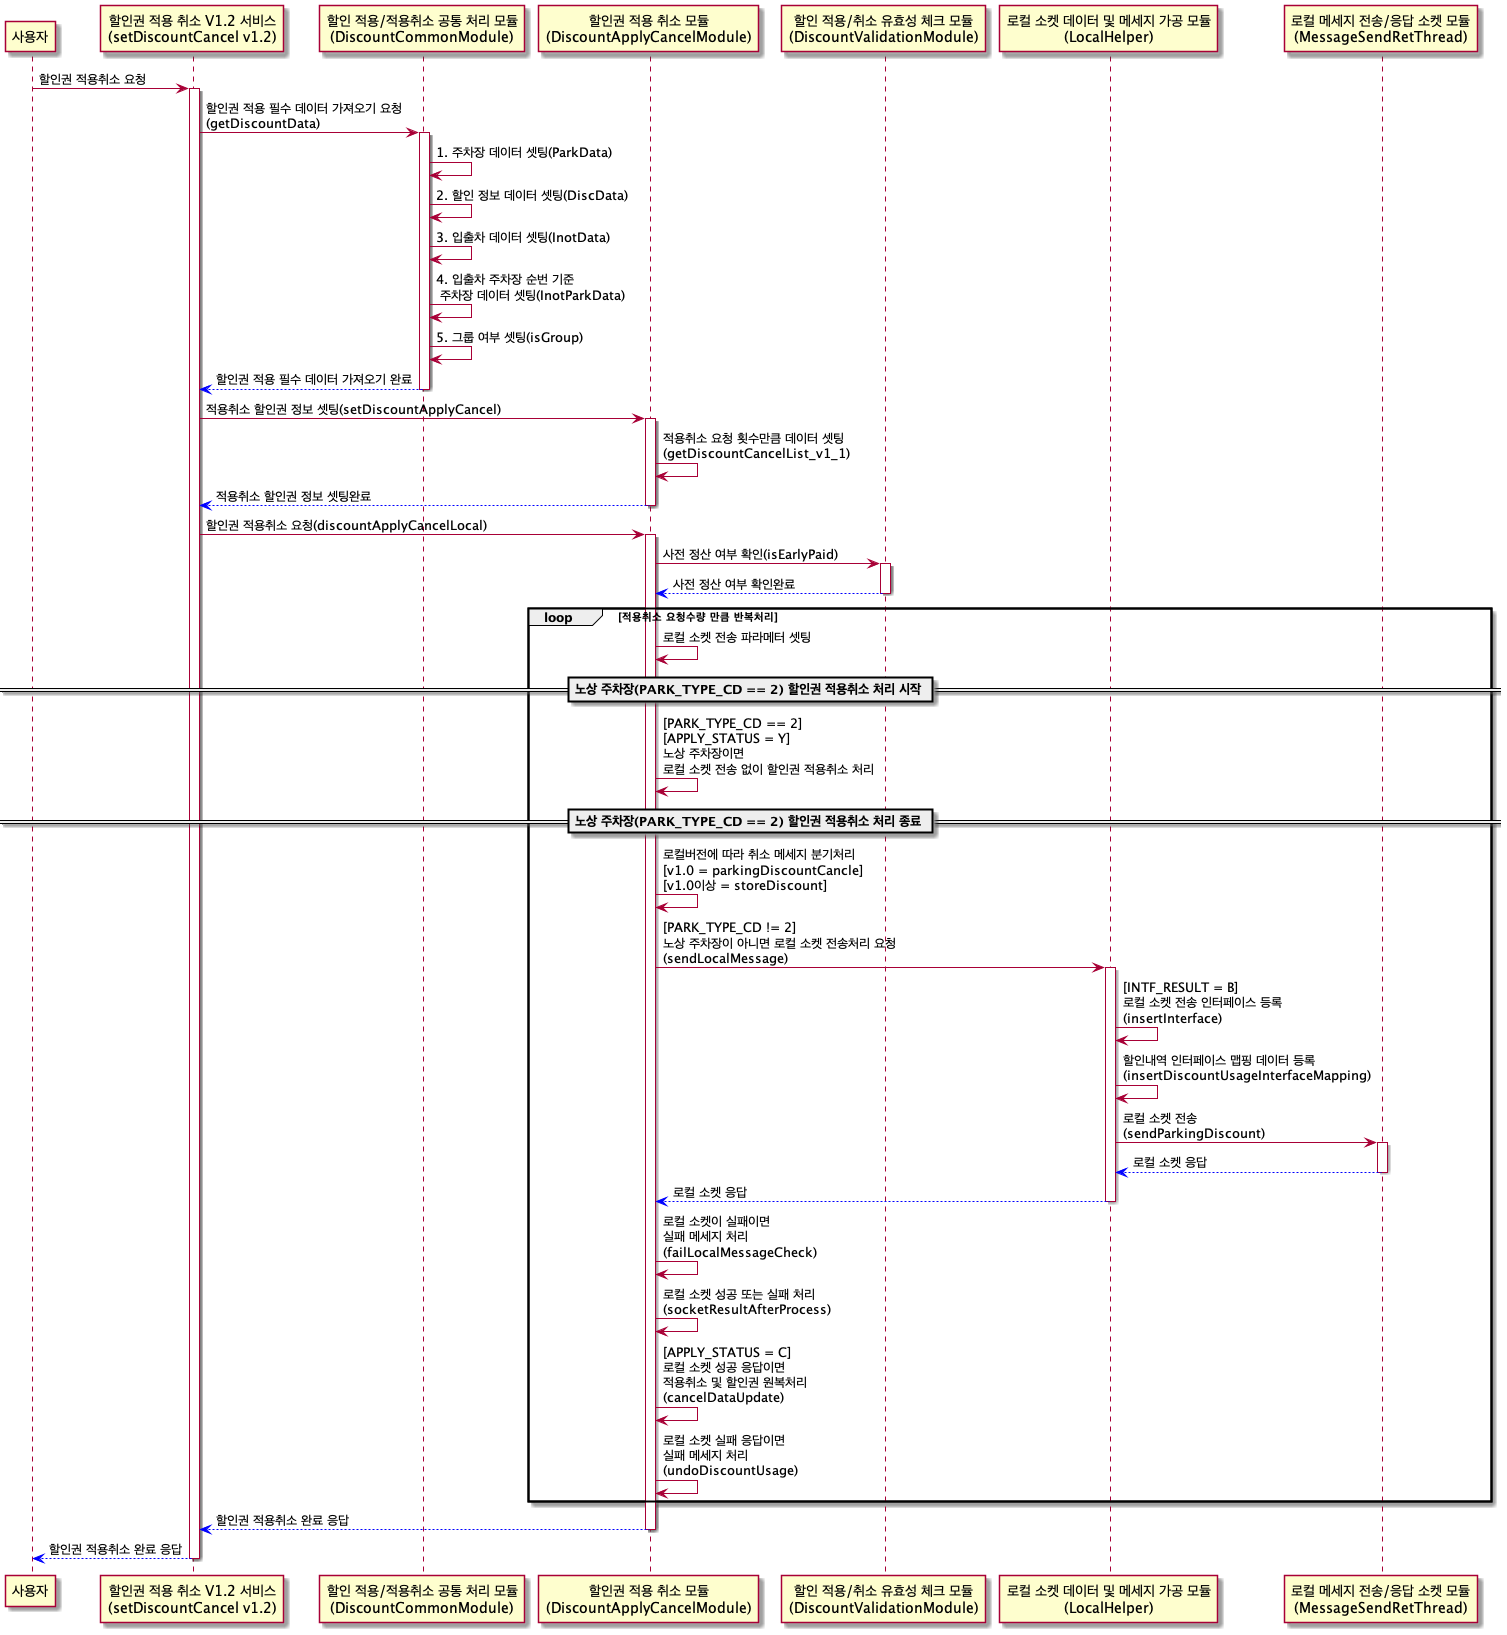 사용자
할인권 적용 취소 V1.2 서비스
(setDiscountCancel v1.2)
할인 적용/적용취소 공통 처리 모듈
(DiscountCommonModule)
할인권 적용 취소 모듈
(DiscountApplyCancelModule)
할인 적용/취소 유효성 체크 모듈
(DiscountValidationModule)
로컬 소켓 데이터 및 메세지 가공 모듈
(LocalHelper)
로컬 메세지 전송/응답 소켓 모듈
(MessageSendRetThread)
할인권 적용취소 요청
할인권 적용 필수 데이터 가져오기 요청
(getDiscountData)
1. 주차장 데이터 셋팅(ParkData)
2. 할인 정보 데이터 셋팅(DiscData)
3. 입출차 데이터 셋팅(InotData)
4. 입출차 주차장 순번 기준
주차장 데이터 셋팅(InotParkData)
5. 그룹 여부 셋팅(isGroup)
할인권 적용 필수 데이터 가져오기 완료
적용취소 할인권 정보 셋팅(setDiscountApplyCancel)
적용취소 요청 횟수만큼 데이터 셋팅
(getDiscountCancelList_v1_1)
적용취소 할인권 정보 셋팅완료
할인권 적용취소 요청(discountApplyCancelLocal)
사전 정산 여부 확인(isEarlyPaid)
사전 정산 여부 확인완료
loop [적용취소 요청수량 만큼 반복처리]
로컬 소켓 전송 파라메터 셋팅
노상 주차장(PARK_TYPE_CD == 2) 할인권 적용취소 처리 시작
[PARK_TYPE_CD == 2]
[APPLY_STATUS = Y]
노상 주차장이면
로컬 소켓 전송 없이 할인권 적용취소 처리
노상 주차장(PARK_TYPE_CD == 2) 할인권 적용취소 처리 종료
로컬버전에 따라 취소 메세지 분기처리
[v1.0 = parkingDiscountCancle]
[v1.0이상 = storeDiscount]
[PARK_TYPE_CD != 2]
노상 주차장이 아니면 로컬 소켓 전송처리 요청
(sendLocalMessage)
[INTF_RESULT = B]
로컬 소켓 전송 인터페이스 등록
(insertInterface)
할인내역 인터페이스 맵핑 데이터 등록
(insertDiscountUsageInterfaceMapping)
로컬 소켓 전송
(sendParkingDiscount)
로컬 소켓 응답
로컬 소켓 응답
로컬 소켓이 실패이면
실패 메세지 처리
(failLocalMessageCheck)
로컬 소켓 성공 또는 실패 처리
(socketResultAfterProcess)
[APPLY_STATUS = C]
로컬 소켓 성공 응답이면
적용취소 및 할인권 원복처리
(cancelDataUpdate)
로컬 소켓 실패 응답이면
실패 메세지 처리
(undoDiscountUsage)
할인권 적용취소 완료 응답
할인권 적용취소 완료 응답
사용자
할인권 적용 취소 V1.2 서비스
(setDiscountCancel v1.2)
할인 적용/적용취소 공통 처리 모듈
(DiscountCommonModule)
할인권 적용 취소 모듈
(DiscountApplyCancelModule)
할인 적용/취소 유효성 체크 모듈
(DiscountValidationModule)
로컬 소켓 데이터 및 메세지 가공 모듈
(LocalHelper)
로컬 메세지 전송/응답 소켓 모듈
(MessageSendRetThread)